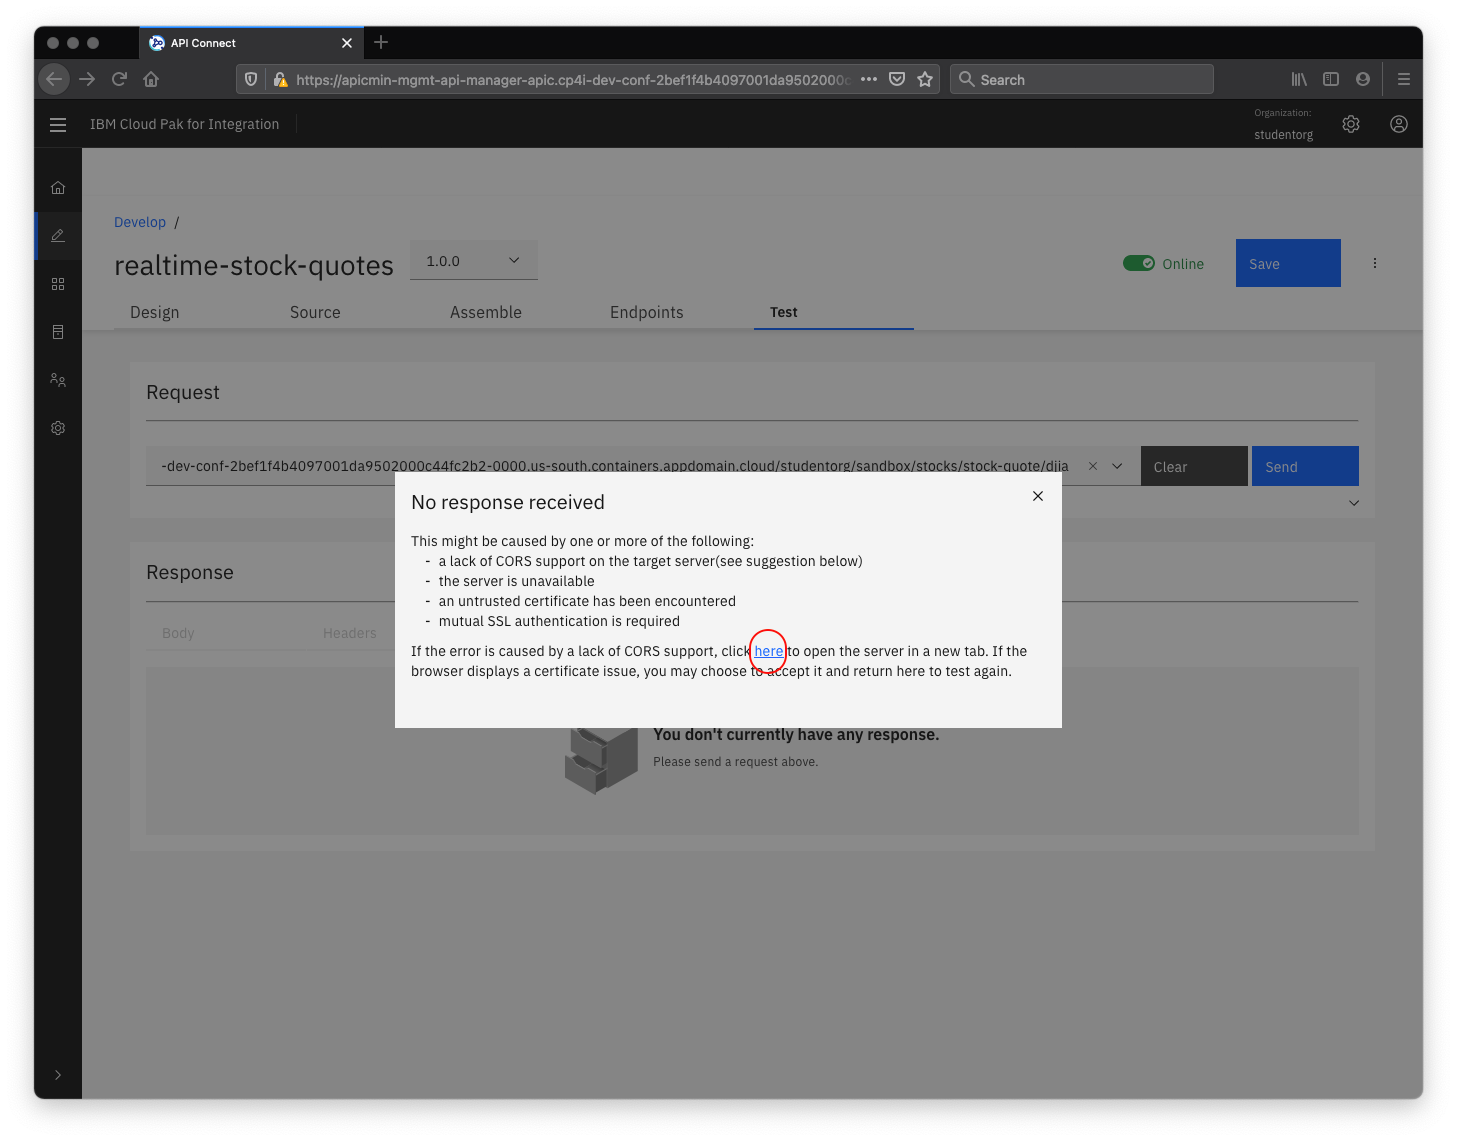 API Connect
https://apicmin-mgmt-api-manager-apic.cp4i-dev-conf-2bef1f4b4097001da9502000c
Search
IBM Cloud Pak for Integration
Organization:
studentorg
Develop /
realtime-stock-quotes
1.0.0
Online
Save
Design Source Assemble Endpoints Test
Request
-dev-conf-2bef1f4b4097001da9502000c44fc2b2-0000.us-south.containers.appdomain.cloud/studentorg/sandbox/stocks/stock-quote/djia
Clear
Send
No response received
This might be caused by one or more of the following:
- a lack of CORS support on the target server(see suggestion below)
- the server is unavailable
- an untrusted certificate has been encountered
- mutual SSL authentication is required
If the error is caused by a lack of CORS support, click here to open the server in a new tab. If the
browser displays a certificate issue, you may choose to accept it and return here to test again.
Response
Body Headers
You don't currently have any response.
Please send a request above.